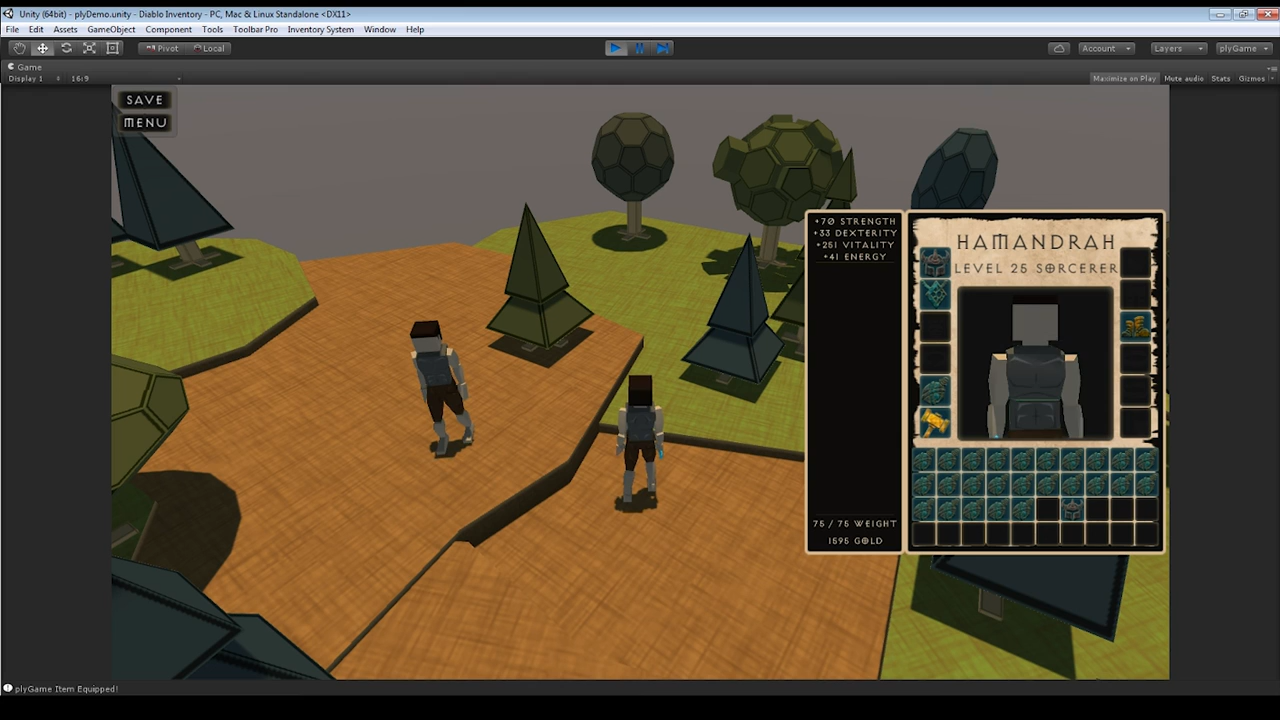 Unity (64bit) - plyDemo.unity - Diablo Inventory - PC, Mac & Linux Standalone <DX11>
File Edit Assets GameObject Component Tools Toolbar Pro Inventory System Window Help
Pivot Local Account Layers plyGame
Game
Display 1 16:9 Maximize on Play Mute audio Stats Gizmos
SAVE
MENU
+70 STRENGTH
+33 DEXTERITY
+251 VITALITY
+41 ENERGY
75 / 75 WEIGHT
1595 GOLD
HAMANDRAH
LEVEL 25 SORCERER
plyGame Item Equipped!